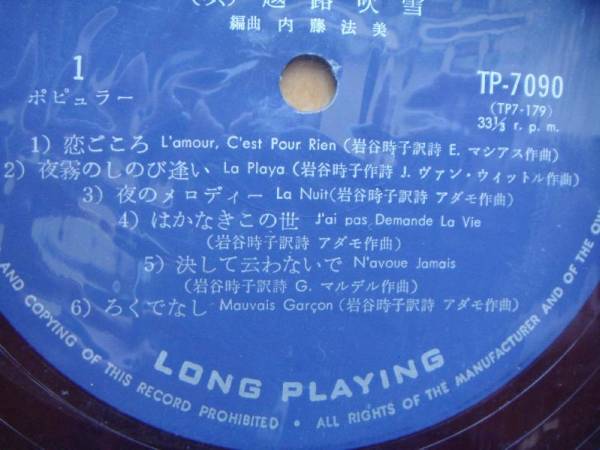 (唄) 越路吹雪
編曲 内藤法美
1
ポピュラー
TP-7090
(TP7-179)
33⅓ r. p. m.
1) 恋ごころ L'amour, C'est Pour Rien (岩谷時子訳詩 E. マシアス作曲)
2) 夜霧のしのび逢い La Playa (岩谷時子作詩 J. ヴァン・ウィットル作曲)
3) 夜のメロディー La Nuit (岩谷時子訳詩 アダモ作曲)
4) はかなきこの世 J'ai pas Demande La Vie
(岩谷時子訳詩 アダモ作曲)
5) 決して云わないで N'avoue Jamais
(岩谷時子訳詩 G. マルデル作曲)
6) ろくでなし Mauvais Garçon (岩谷時子訳詩 アダモ作曲)
LONG PLAYING
AND COPYING OF THIS RECORD PROHIBITED • ALL RIGHTS OF THE MANUFACTURER AND OF THE